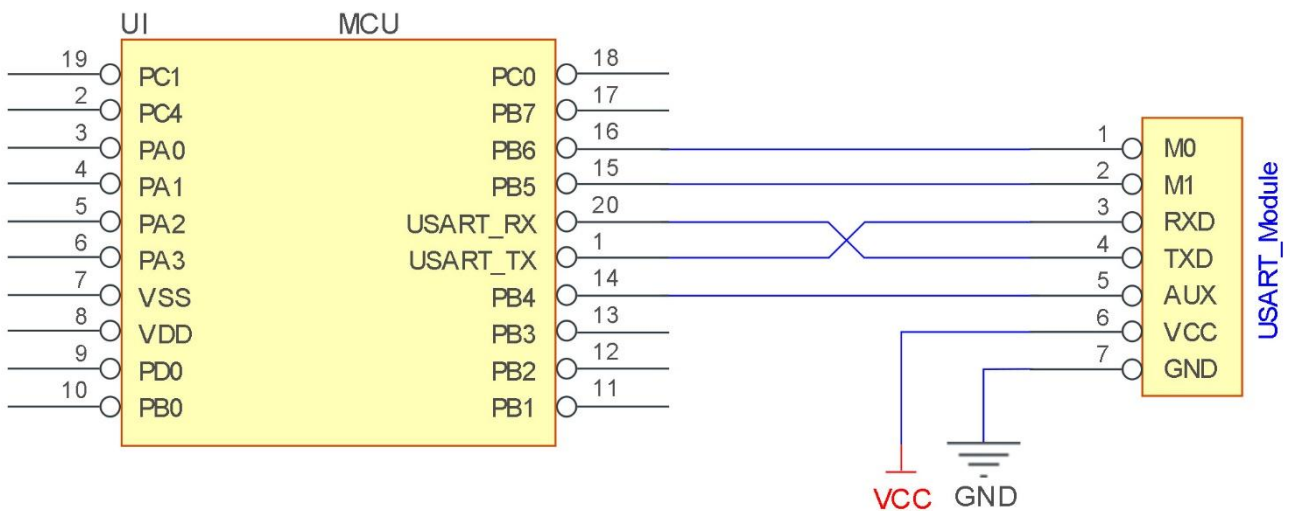 UI MCU
19 PC1 PC0 18
2 PC4 PB7 17
3 PA0 PB6 16
4 PA1 PB5 15
5 PA2 USART_RX 20
6 PA3 USART_TX 1
7 VSS PB4 14
8 VDD PB3 13
9 PD0 PB2 12
10 PB0 PB1 11
1 M0
2 M1
3 RXD
4 TXD
5 AUX
6 VCC
7 GND
USART_Module
VCC GND